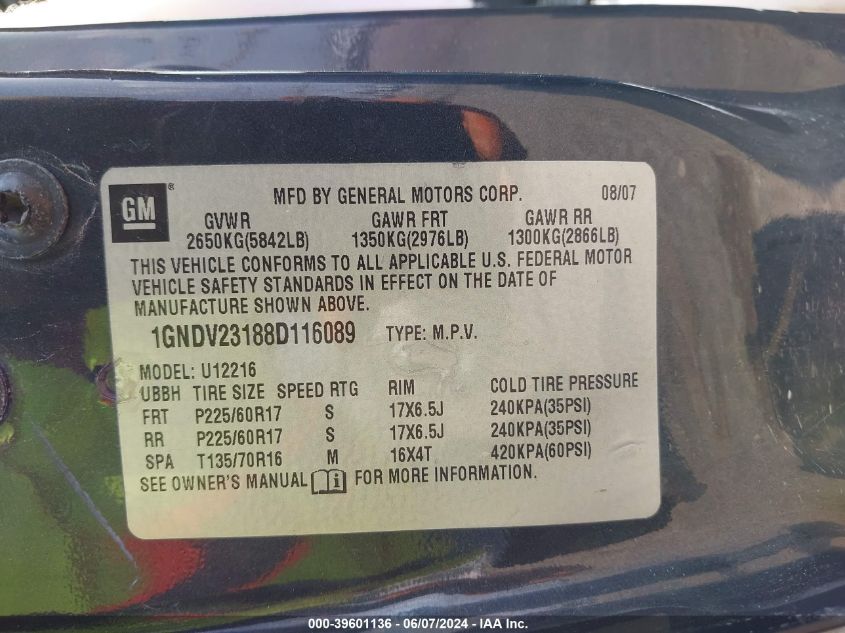 GM ® MFD BY GENERAL MOTORS CORP. 08/07
GVWR GAWR FRT GAWR RR
2650KG(5842LB) 1350KG(2976LB) 1300KG(2866LB)
THIS VEHICLE CONFORMS TO ALL APPLICABLE U.S. FEDERAL MOTOR
VEHICLE SAFETY STANDARDS IN EFFECT ON THE DATE OF
MANUFACTURE SHOWN ABOVE.
1GNDV23188D116089 TYPE: M.P.V.
MODEL: U12216
UBBH TIRE SIZE SPEED RTG RIM COLD TIRE PRESSURE
FRT P225/60R17 S 17X6.5J 240KPA(35PSI)
RR P225/60R17 S 17X6.5J 240KPA(35PSI)
SPA T135/70R16 M 16X4T 420KPA(60PSI)
SEE OWNER'S MANUAL i FOR MORE INFORMATION.
000-39601136 - 06/07/2024 - IAA Inc.